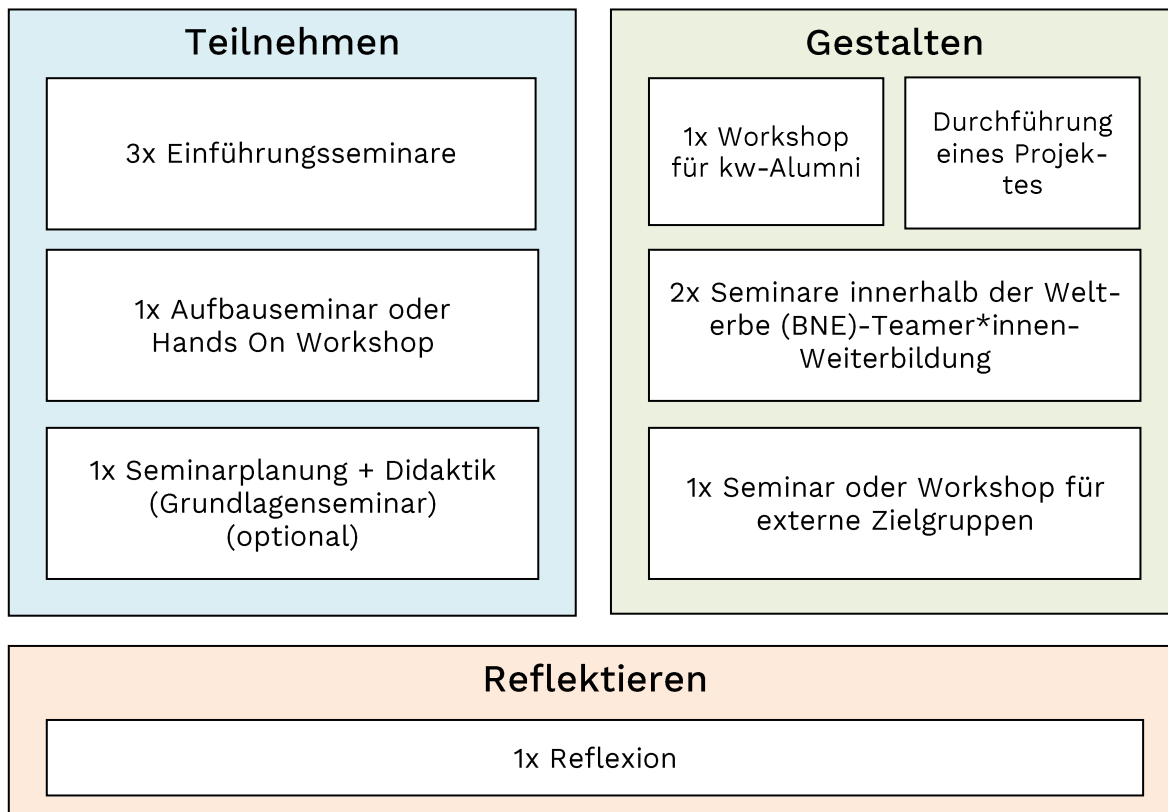 Teilnehmen
3x Einführungsseminare
1x Aufbauseminar oder
Hands On Workshop
1x Seminarplanung + Didaktik
(Grundlagenseminar)
(optional)
Gestalten
1x Workshop
für kw-Alumni
Durchführung
eines Projek-
tes
2x Seminare innerhalb der Welt-
erbe (BNE)-Teamer*innen-
Weiterbildung
1x Seminar oder Workshop für
externe Zielgruppen
Reflektieren
1x Reflexion